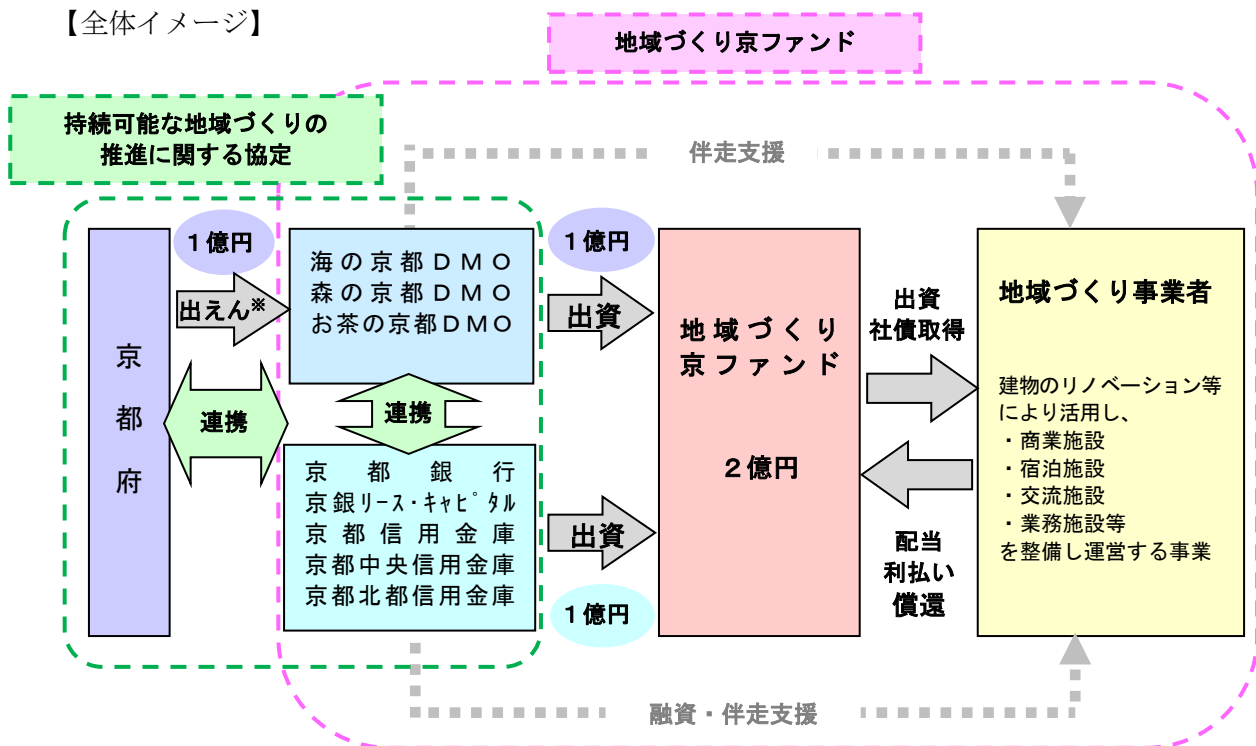 【全体イメージ】
地域づくり京ファンド
持続可能な地域づくりの
推進に関する協定
伴走支援
京都府
1億円
出えん※
連携
海の京都DMO
森の京都DMO
お茶の京都DMO
連携
京都銀行
京銀リース・キャピタル
京都信用金庫
京都中央信用金庫
京都北都信用金庫
1億円
出資
出資
1億円
地域づくり
京ファンド
2億円
出資
社債取得
配当
利払い
償還
地域づくり事業者
建物のリノベーション等
により活用し、
・商業施設
・宿泊施設
・交流施設
・業務施設等
を整備し運営する事業
融資・伴走支援